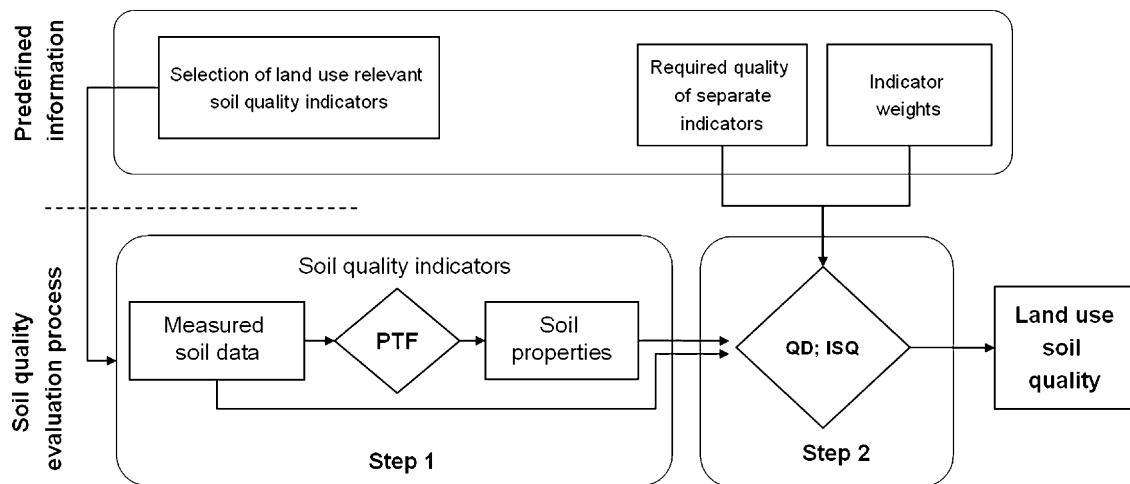 Predefined
information
Selection of land use relevant
soil quality indicators
Required quality
of separate
indicators
Indicator
weights
Soil quality
evaluation process
Soil quality indicators
Measured
soil data
PTF
Soil
properties
Step 1
QD; ISQ
Step 2
Land use
soil
quality